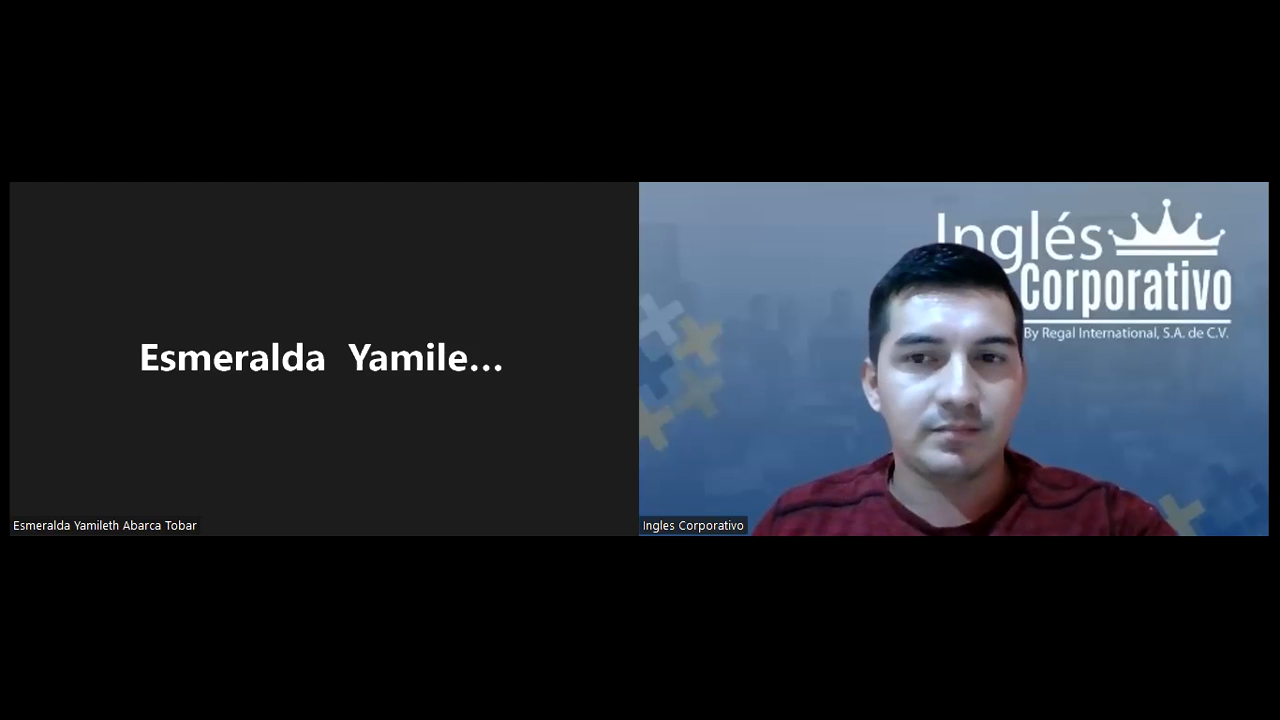 Esmeralda Yamile...
Esmeralda Yamileth Abarca Tobar
Inglés
Corporativo
By Regal International, S.A. de C.V.
Ingles Corporativo